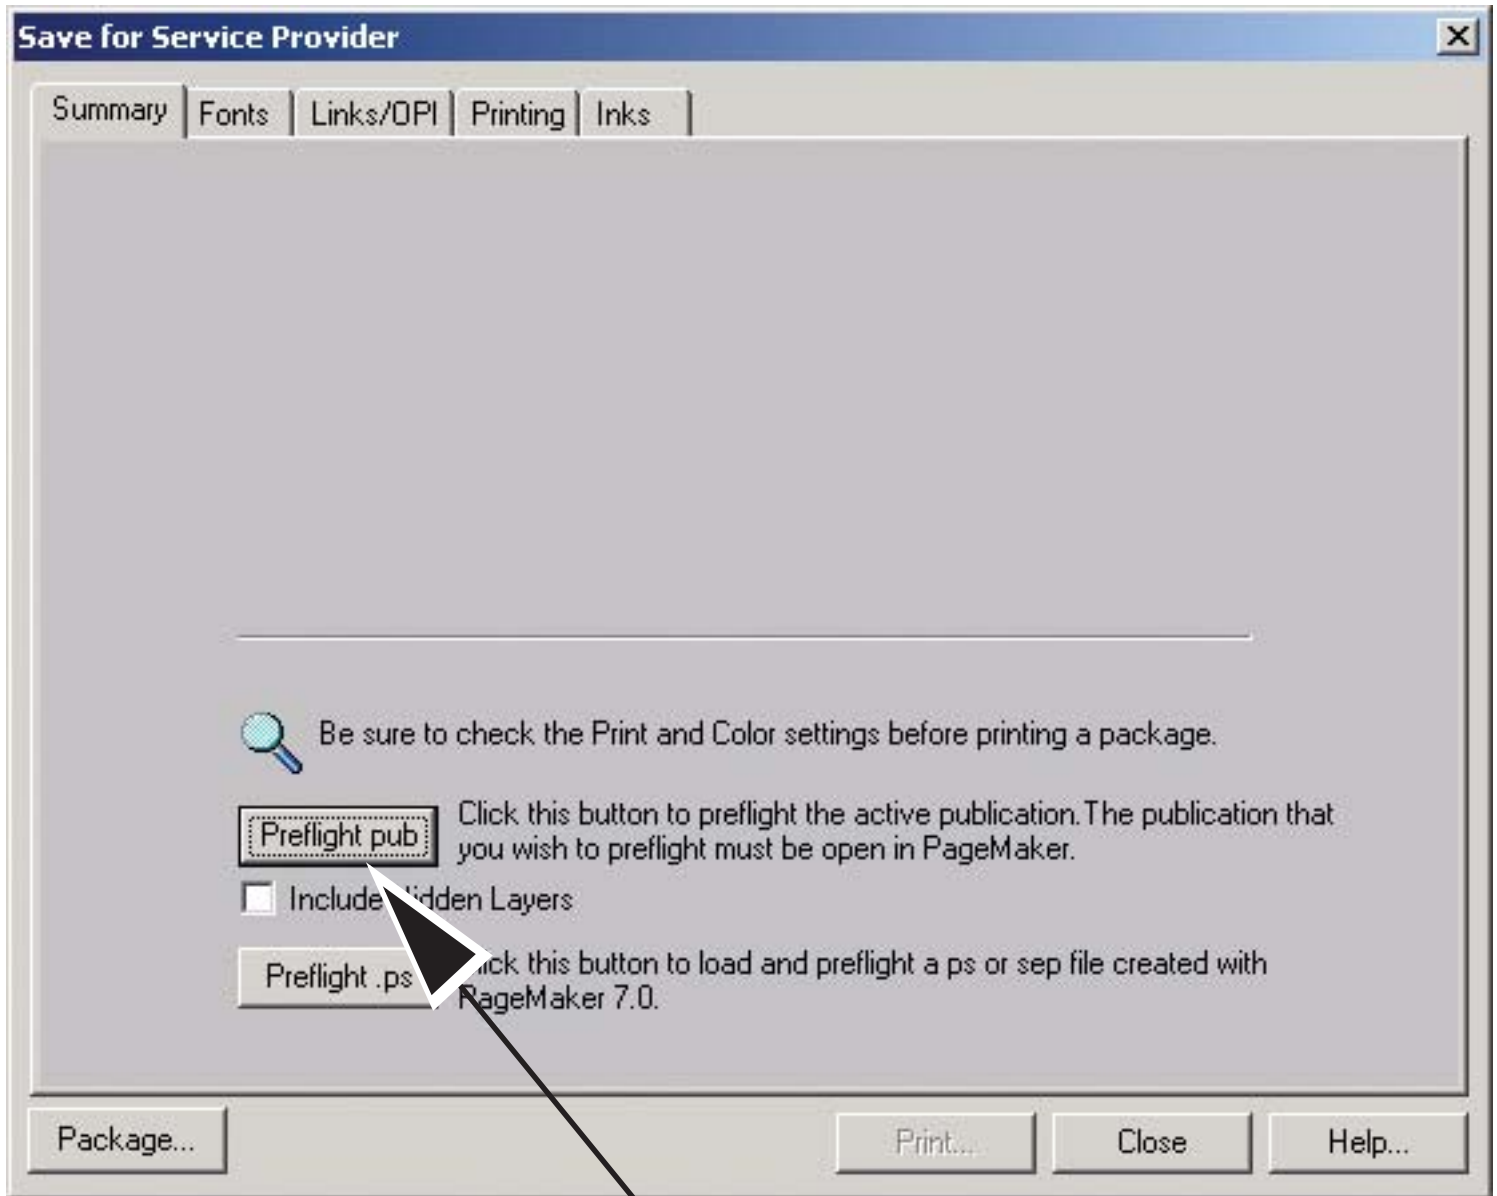 Save for Service Provider
Summary Fonts Links/OPI Printing Inks
Be sure to check the Print and Color settings before printing a package.
Preflight pub
Click this button to preflight the active publication.The publication that
you wish to preflight must be open in PageMaker.
Include Hidden Layers
Preflight .ps
Click this button to load and preflight a ps or sep file created with
PageMaker 7.0.
Package... Print... Close Help...